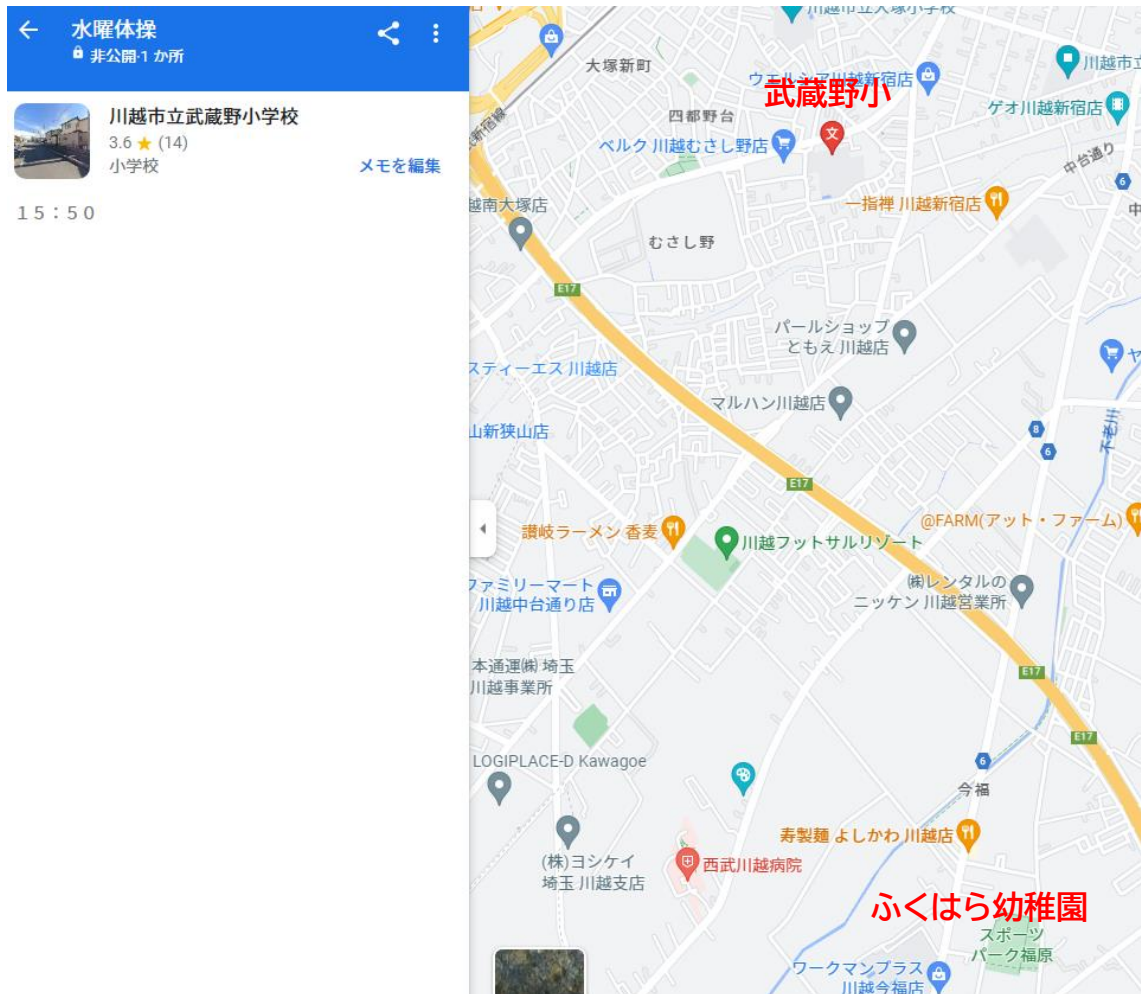 水曜体操
非公開·1 か所
川越市立武蔵野小学校
3.6 ★ (14)
小学校
メモを編集
１５：５０
川越市立大塚小学校
大塚新町
ウエルシア川越新宿店
武蔵野小
川越市立
四都野台
ゲオ川越新宿店
ベルク 川越むさし野店
中台通り
6
一指禅 川越新宿店
中
越南大塚店
むさし野
E17
パールショップ
ともえ 川越店
ヤ
スティーエス 川越店
マルハン川越店
山新狭山店
8
6
不老川
E17
@FARM(アット・ファーム)
讃岐ラーメン 香麦
川越フットサルリゾート
ファミリーマート
川越中台通り店
㈱レンタルの
ニッケン 川越営業所
本通運㈱ 埼玉
川越事業所
E17
E17
LOGIPLACE-D Kawagoe
6
今福
寿製麺 よしかわ 川越店
(株)ヨシケイ
埼玉 川越支店
西武川越病院
ふくはら幼稚園
スポーツ
パーク福原
ワークマンプラス
川越今福店